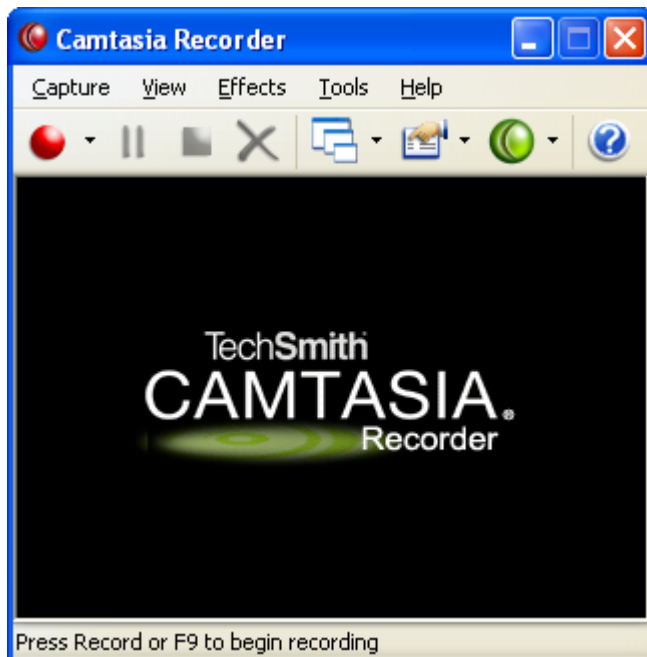 Camtasia Recorder
Capture View Effects Tools Help
TechSmith
CAMTASIA®
Recorder
Press Record or F9 to begin recording